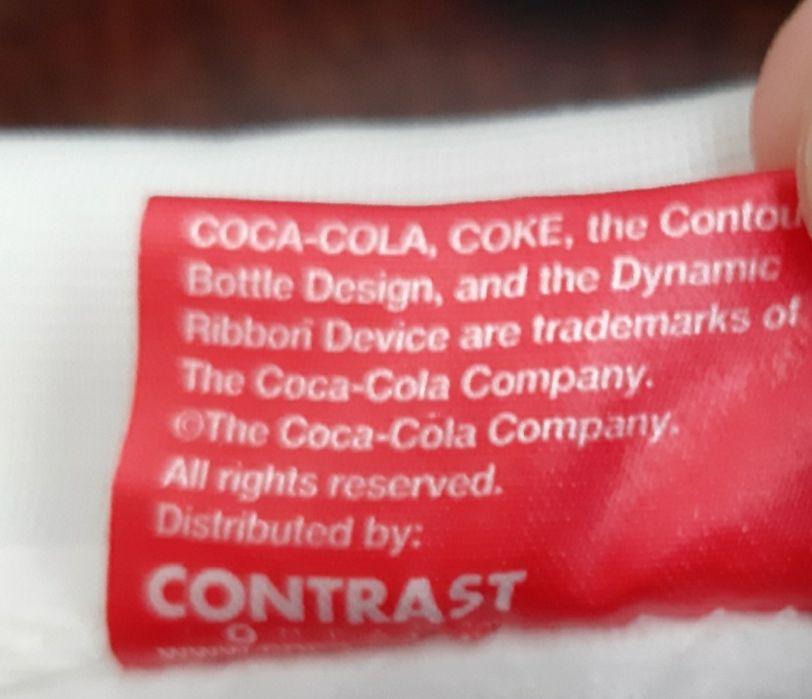 COCA-COLA, COKE, the Contou
Bottle Design, and the Dynamic
Ribbon Device are trademarks of
The Coca-Cola Company.
©The Coca-Cola Company.
All rights reserved.
Distributed by:
CONTRAST